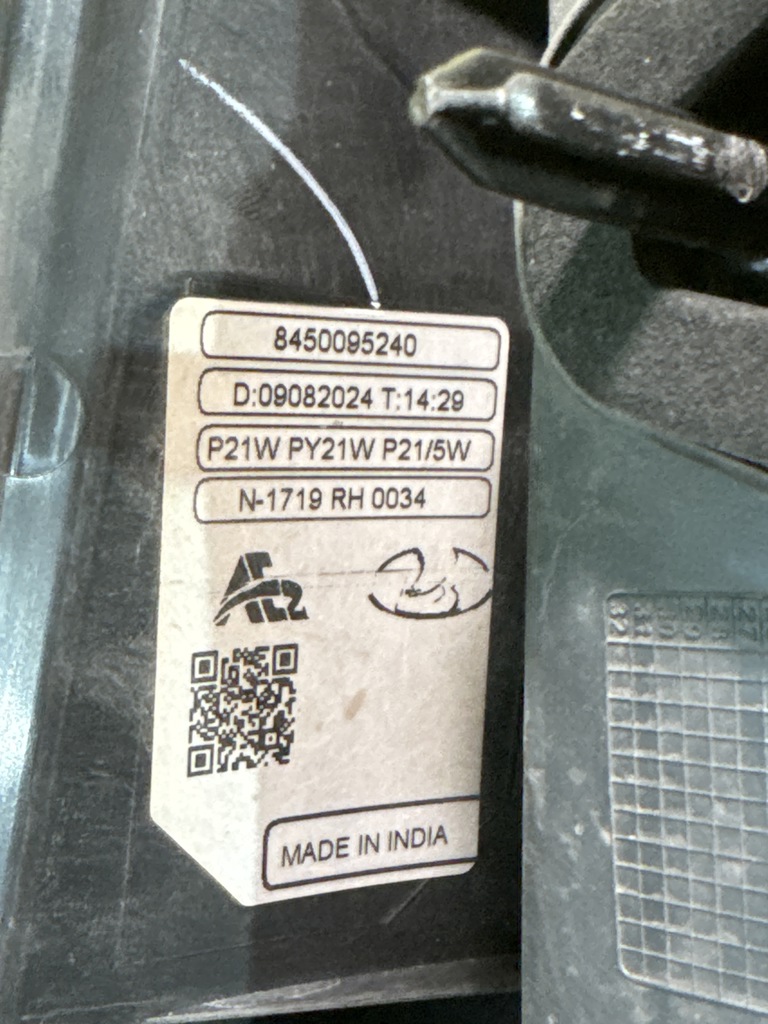 8450095240
D:09082024 T:14:29
P21W PY21W P21/5W
N-1719 RH 0034
MADE IN INDIA